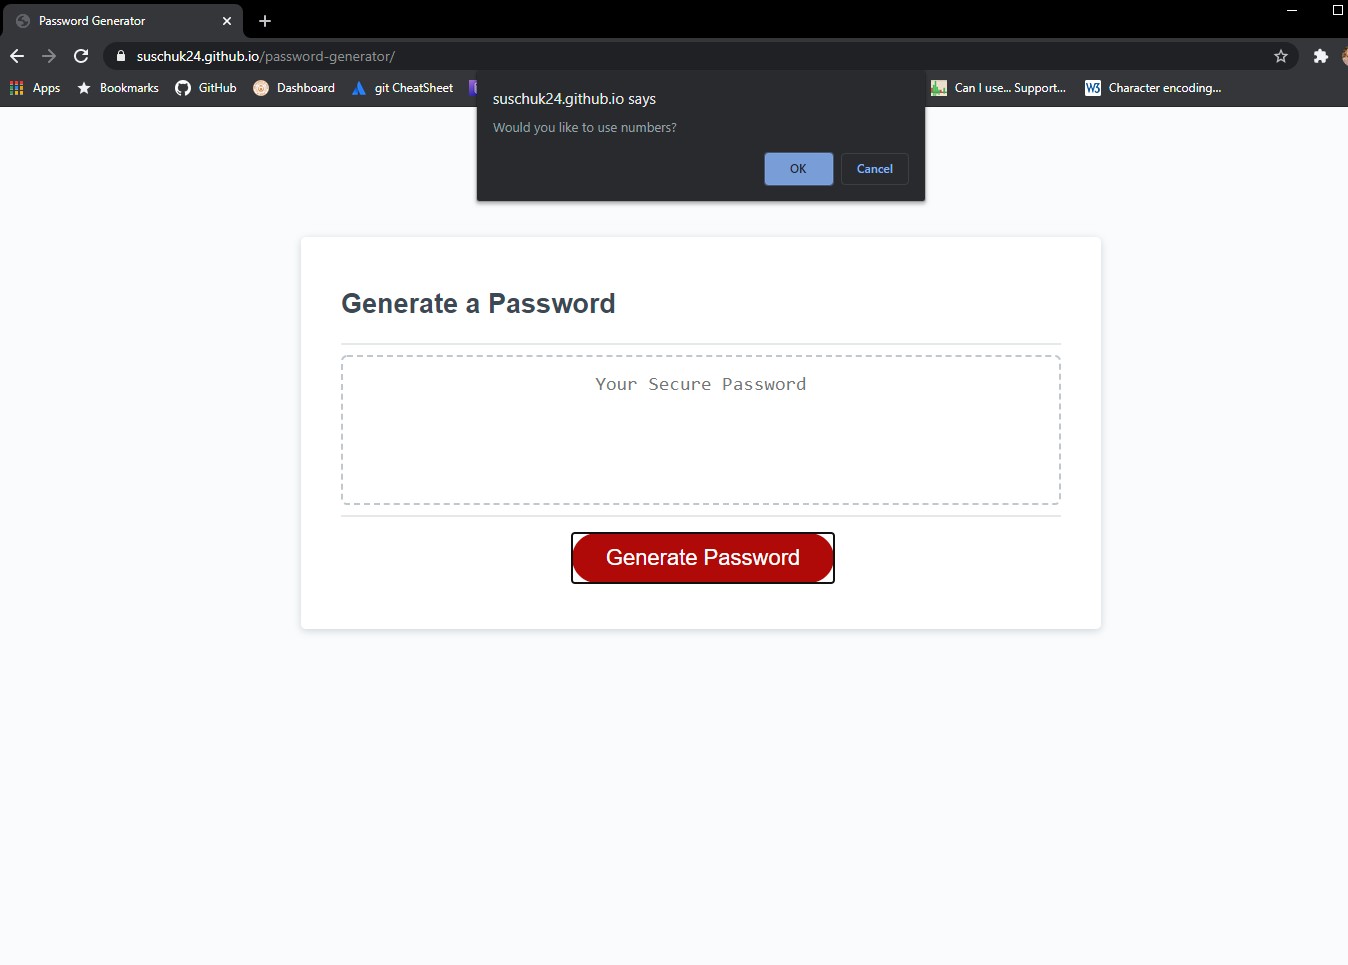 Password Generator
suschuk24.github.io/password-generator/
Apps Bookmarks GitHub Dashboard git CheatSheet Can I use... Support... W3 Character encoding...
suschuk24.github.io says
Would you like to use numbers?
OK Cancel
Generate a Password
Your Secure Password
Generate Password